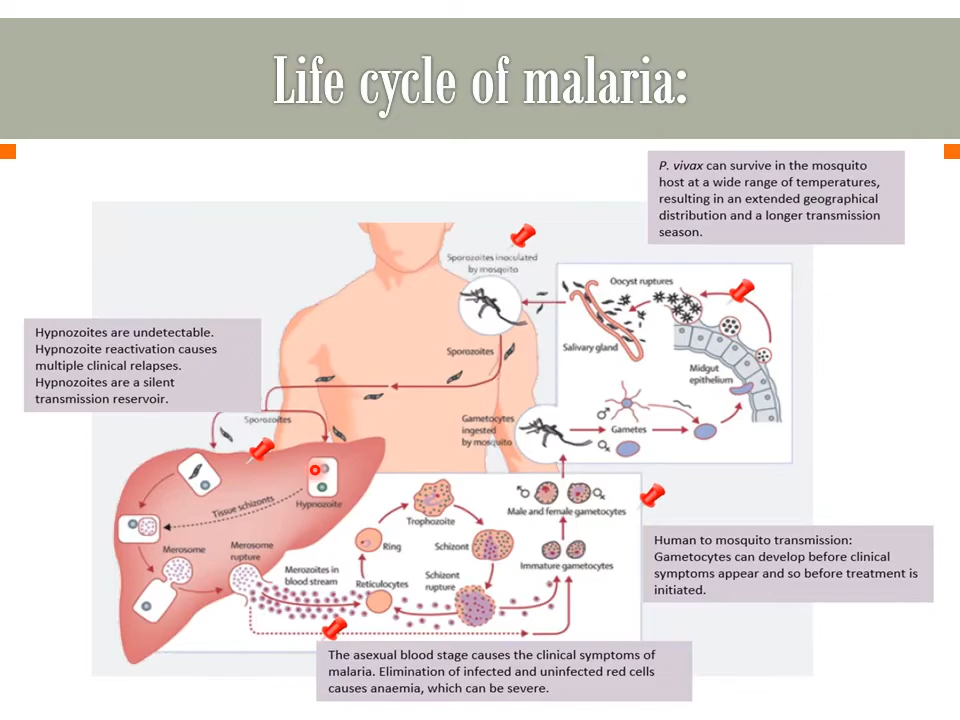 Life cycle of malaria:
P. vivax can survive in the mosquito
host at a wide range of temperatures,
resulting in an extended geographical
distribution and a longer transmission
season.
Sporozoites inoculated
by mosquito
Oocyst ruptures
Salivary gland
Midgut
epithelium
Sporozoites
Hypnozoites are undetectable.
Hypnozoite reactivation causes
multiple clinical relapses.
Hypnozoites are a silent
transmission reservoir.
Sporozoites
Gametocytes
ingested
by mosquito
Gametes
Hypnozoite
Tissue schizonts
Merosome
Merosome
rupture
Merozoites in
blood stream
Trophozoite
Ring
Schizont
Reticulocytes
Schizont
rupture
Male and female gametocytes
Immature gametocytes
Human to mosquito transmission:
Gametocytes can develop before clinical
symptoms appear and so before treatment is
initiated.
The asexual blood stage causes the clinical symptoms of
malaria. Elimination of infected and uninfected red cells
causes anaemia, which can be severe.